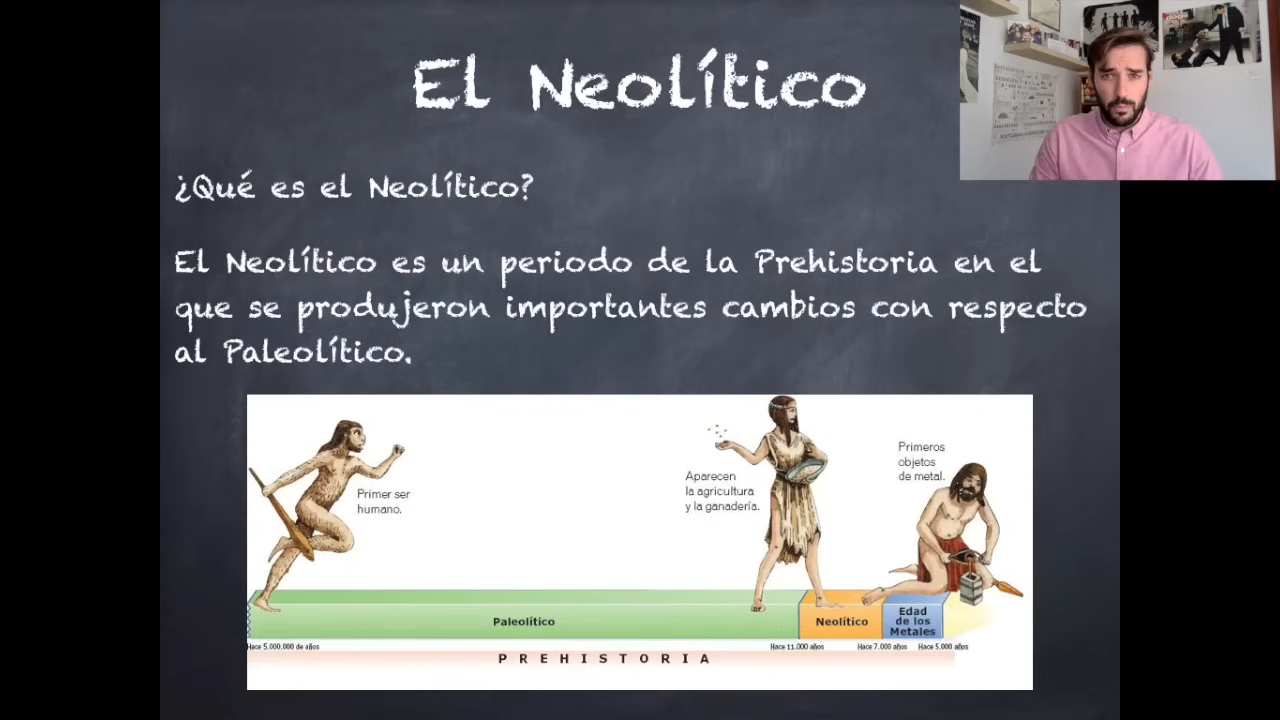 El Neolítico
¿Qué es el Neolítico?
El Neolítico es un periodo de la Prehistoria en el
que se produjeron importantes cambios con respecto
al Paleolítico.
Primer ser
humano.
Aparecen
la agricultura
y la ganadería.
Primeros
objetos
de metal.
Paleolítico
Neolítico
Edad
de los
Metales
Hace 5.000.000 de años
Hace 11.000 años
Hace 7.000 años
Hace 5.000 años
PREHISTORIA